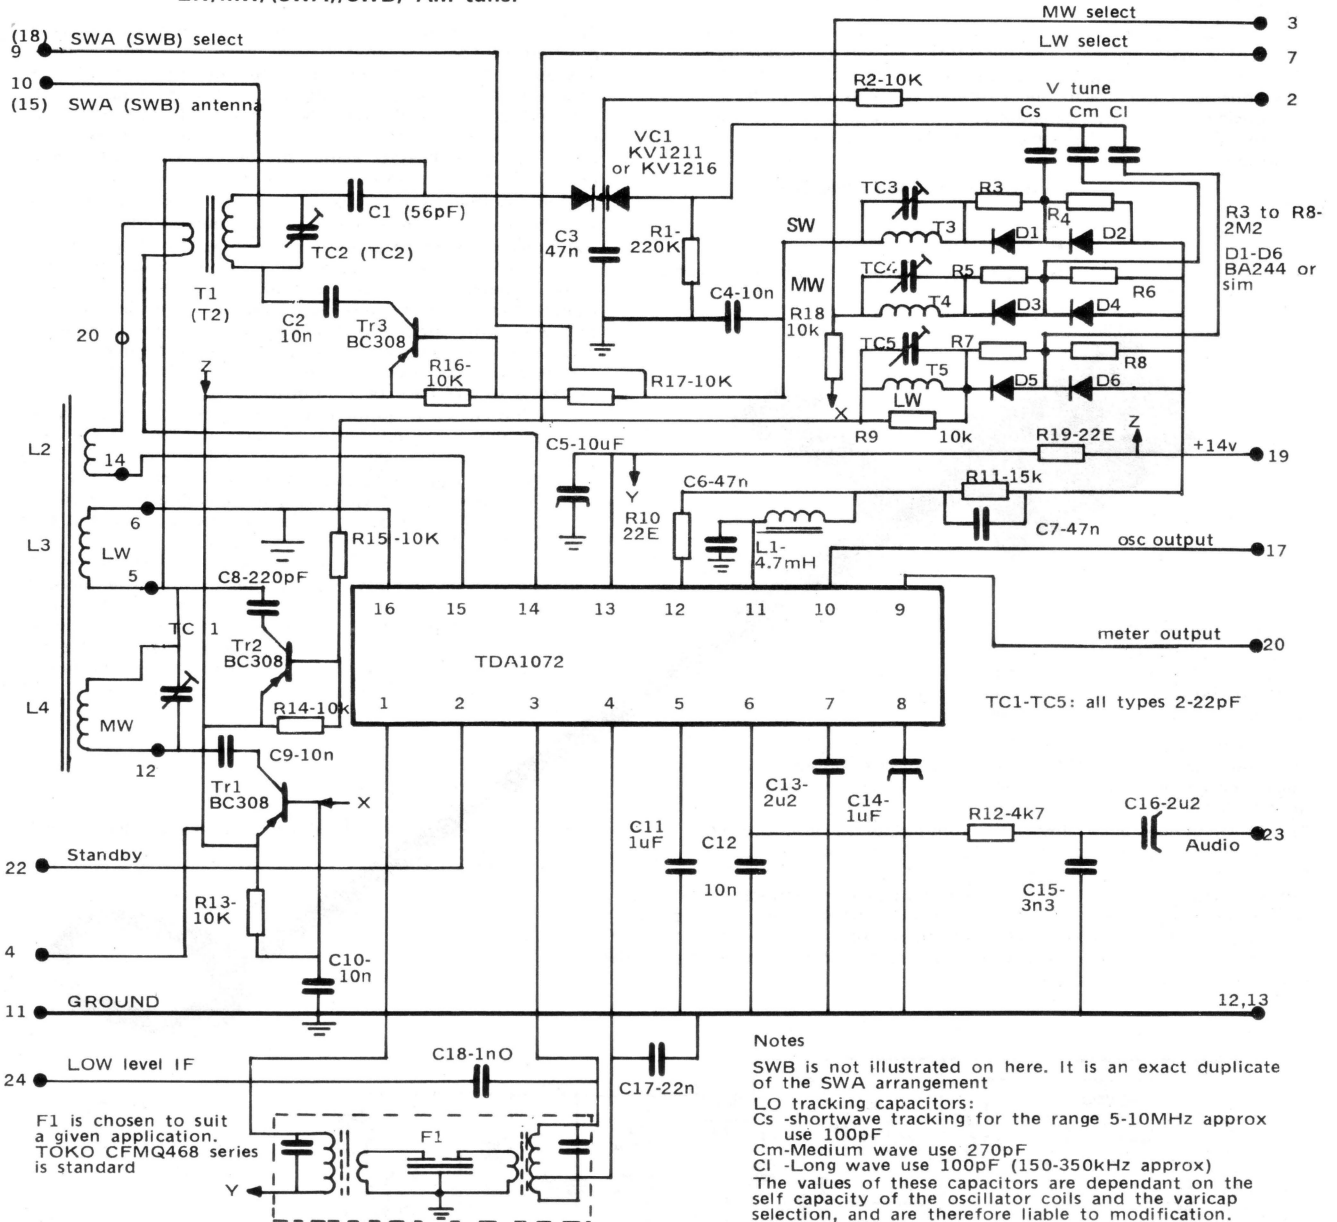 LW/MW/(SWA)/(SWB) AM tuner
MW select
3
(18)
9
SWA (SWB) select
LW select
7
10
(15)
SWA (SWB) antenna
R2-10K
V tune
2
Cs
Cm
Cl
VC1
KV1211
or KV1216
C1 (56pF)
TC2 (TC2)
T1
(T2)
C3
47n
R1-
220K
SW
TC3
T3
R3
R4
D1
D2
R3 to R8-
2M2
D1-D6
BA244 or
sim
C4-10n
MW
TC4
T4
R5
R6
D3
D4
C2
10n
Tr3
BC308
R18
10k
TC5
T5
R7
R8
D5
D6
20
Z
R16-
10K
R17-10K
X
LW
R9
10k
R19-22E
Z
+14v
19
L2
14
C5-10uF
Y
C6-47n
R11-15k
C7-47n
R10
22E
L1-
4.7mH
osc output
17
6
L3
LW
5
R15-10K
C8-220pF
16
15
14
13
12
11
10
9
TC 1
Tr2
BC308
TDA1072
meter output
20
L4
MW
R14-10k
1
2
3
4
5
6
7
8
TC1-TC5: all types 2-22pF
12
C9-10n
Tr1
BC308
X
C13-
2u2
C14-
1uF
R12-4k7
C16-2u2
23
Audio
22
Standby
C11
1uF
C12
10n
C15-
3n3
R13-
10K
4
C10-
10n
11
GROUND
12,13
24
LOW level IF
C18-1nO
C17-22n
F1 is chosen to suit
a given application.
TOKO CFMQ468 series
is standard
F1
Y
Notes
SWB is not illustrated on here. It is an exact duplicate
of the SWA arrangement
LO tracking capacitors:
Cs -shortwave tracking for the range 5-10MHz approx
use 100pF
Cm-Medium wave use 270pF
Cl -Long wave use 100pF (150-350kHz approx)
The values of these capacitors are dependant on the
self capacity of the oscillator coils and the varicap
selection, and are therefore liable to modification.